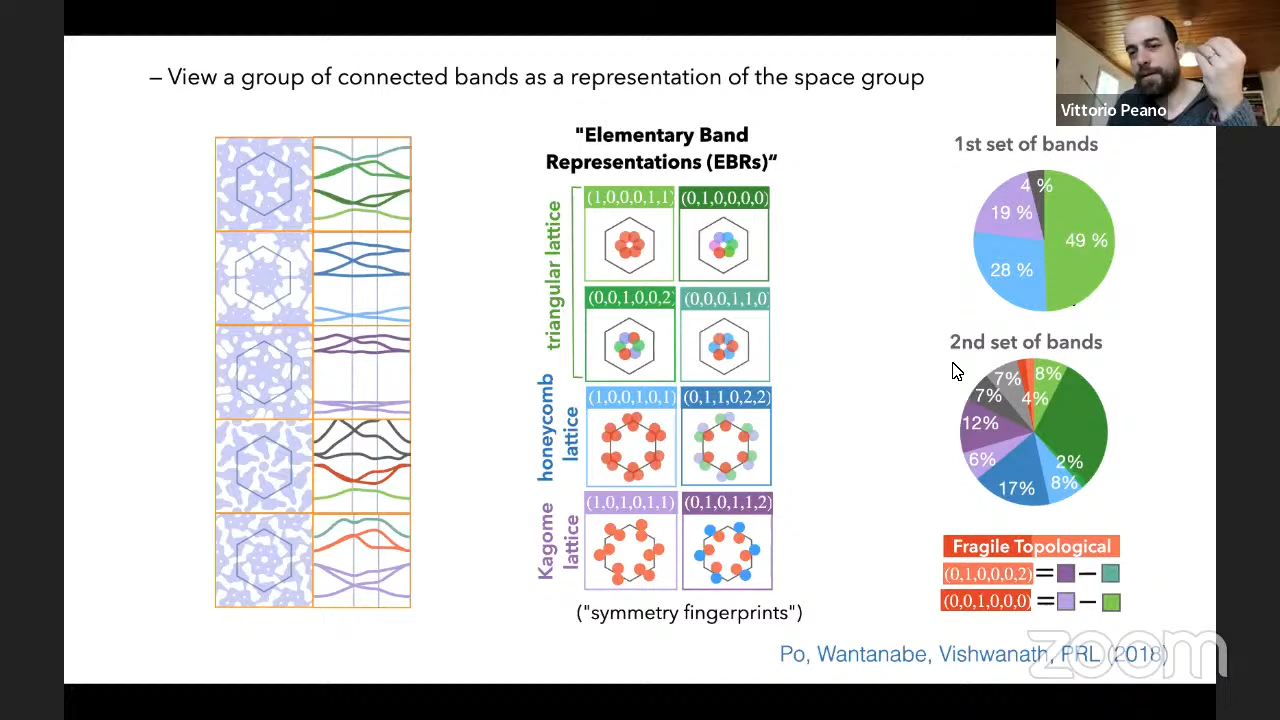 – View a group of connected bands as a representation of the space group
Vittorio Peano
"Elementary Band
Representations (EBRs)“
triangular lattice
(1,0,0,0,1,1)
(0,1,0,0,0,0)
(0,0,1,0,0,2)
(0,0,0,1,1,0)
honeycomb
lattice
(1,0,0,1,0,1)
(0,1,1,0,2,2)
Kagome
lattice
(1,0,1,0,1,1)
(0,1,0,1,1,2)
("symmetry fingerprints")
1st set of bands
4 %
19 %
49 %
28 %
2nd set of bands
7%
8%
7%
4%
12%
6%
2%
17%
8%
Fragile Topological
(0,1,0,0,0,2) = –
(0,0,1,0,0,0) = –
Po, Wantanabe, Vishwanath, PRL (2018)
zoom